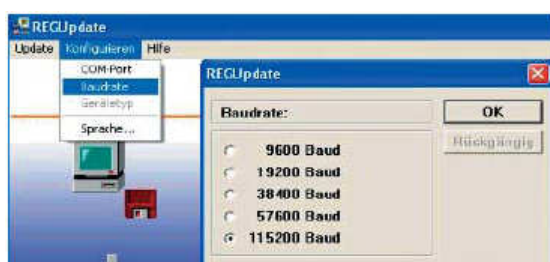 REGUpdate
Update Konfigurieren Hilfe
COM-Port
Baudrate
Gerätetyp
Sprache...
REGUpdate
Baudrate:
9600 Baud
19200 Baud
38400 Baud
57600 Baud
115200 Baud
OK
Rückgängig